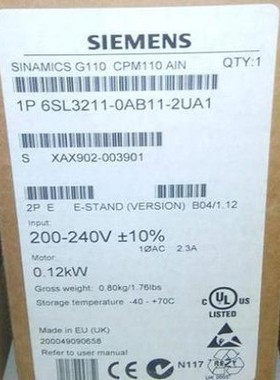 SIEMENS
SINAMICS G110 CPM110 AIN QTY:1
1P 6SL3211-0AB11-2UA1
S XAX902-003901
2P E E-STAND (VERSION) B04/1.12
Input:
200-240V ±10%
1ØAC 2.3A
Motor:
0.12kW
Gross weight: 0.80kg/1.76lbs
Storage temperature -40 - +70C
C UL US
LISTED
Made in EU (UK)
200049090658
Refer to user manual
N117